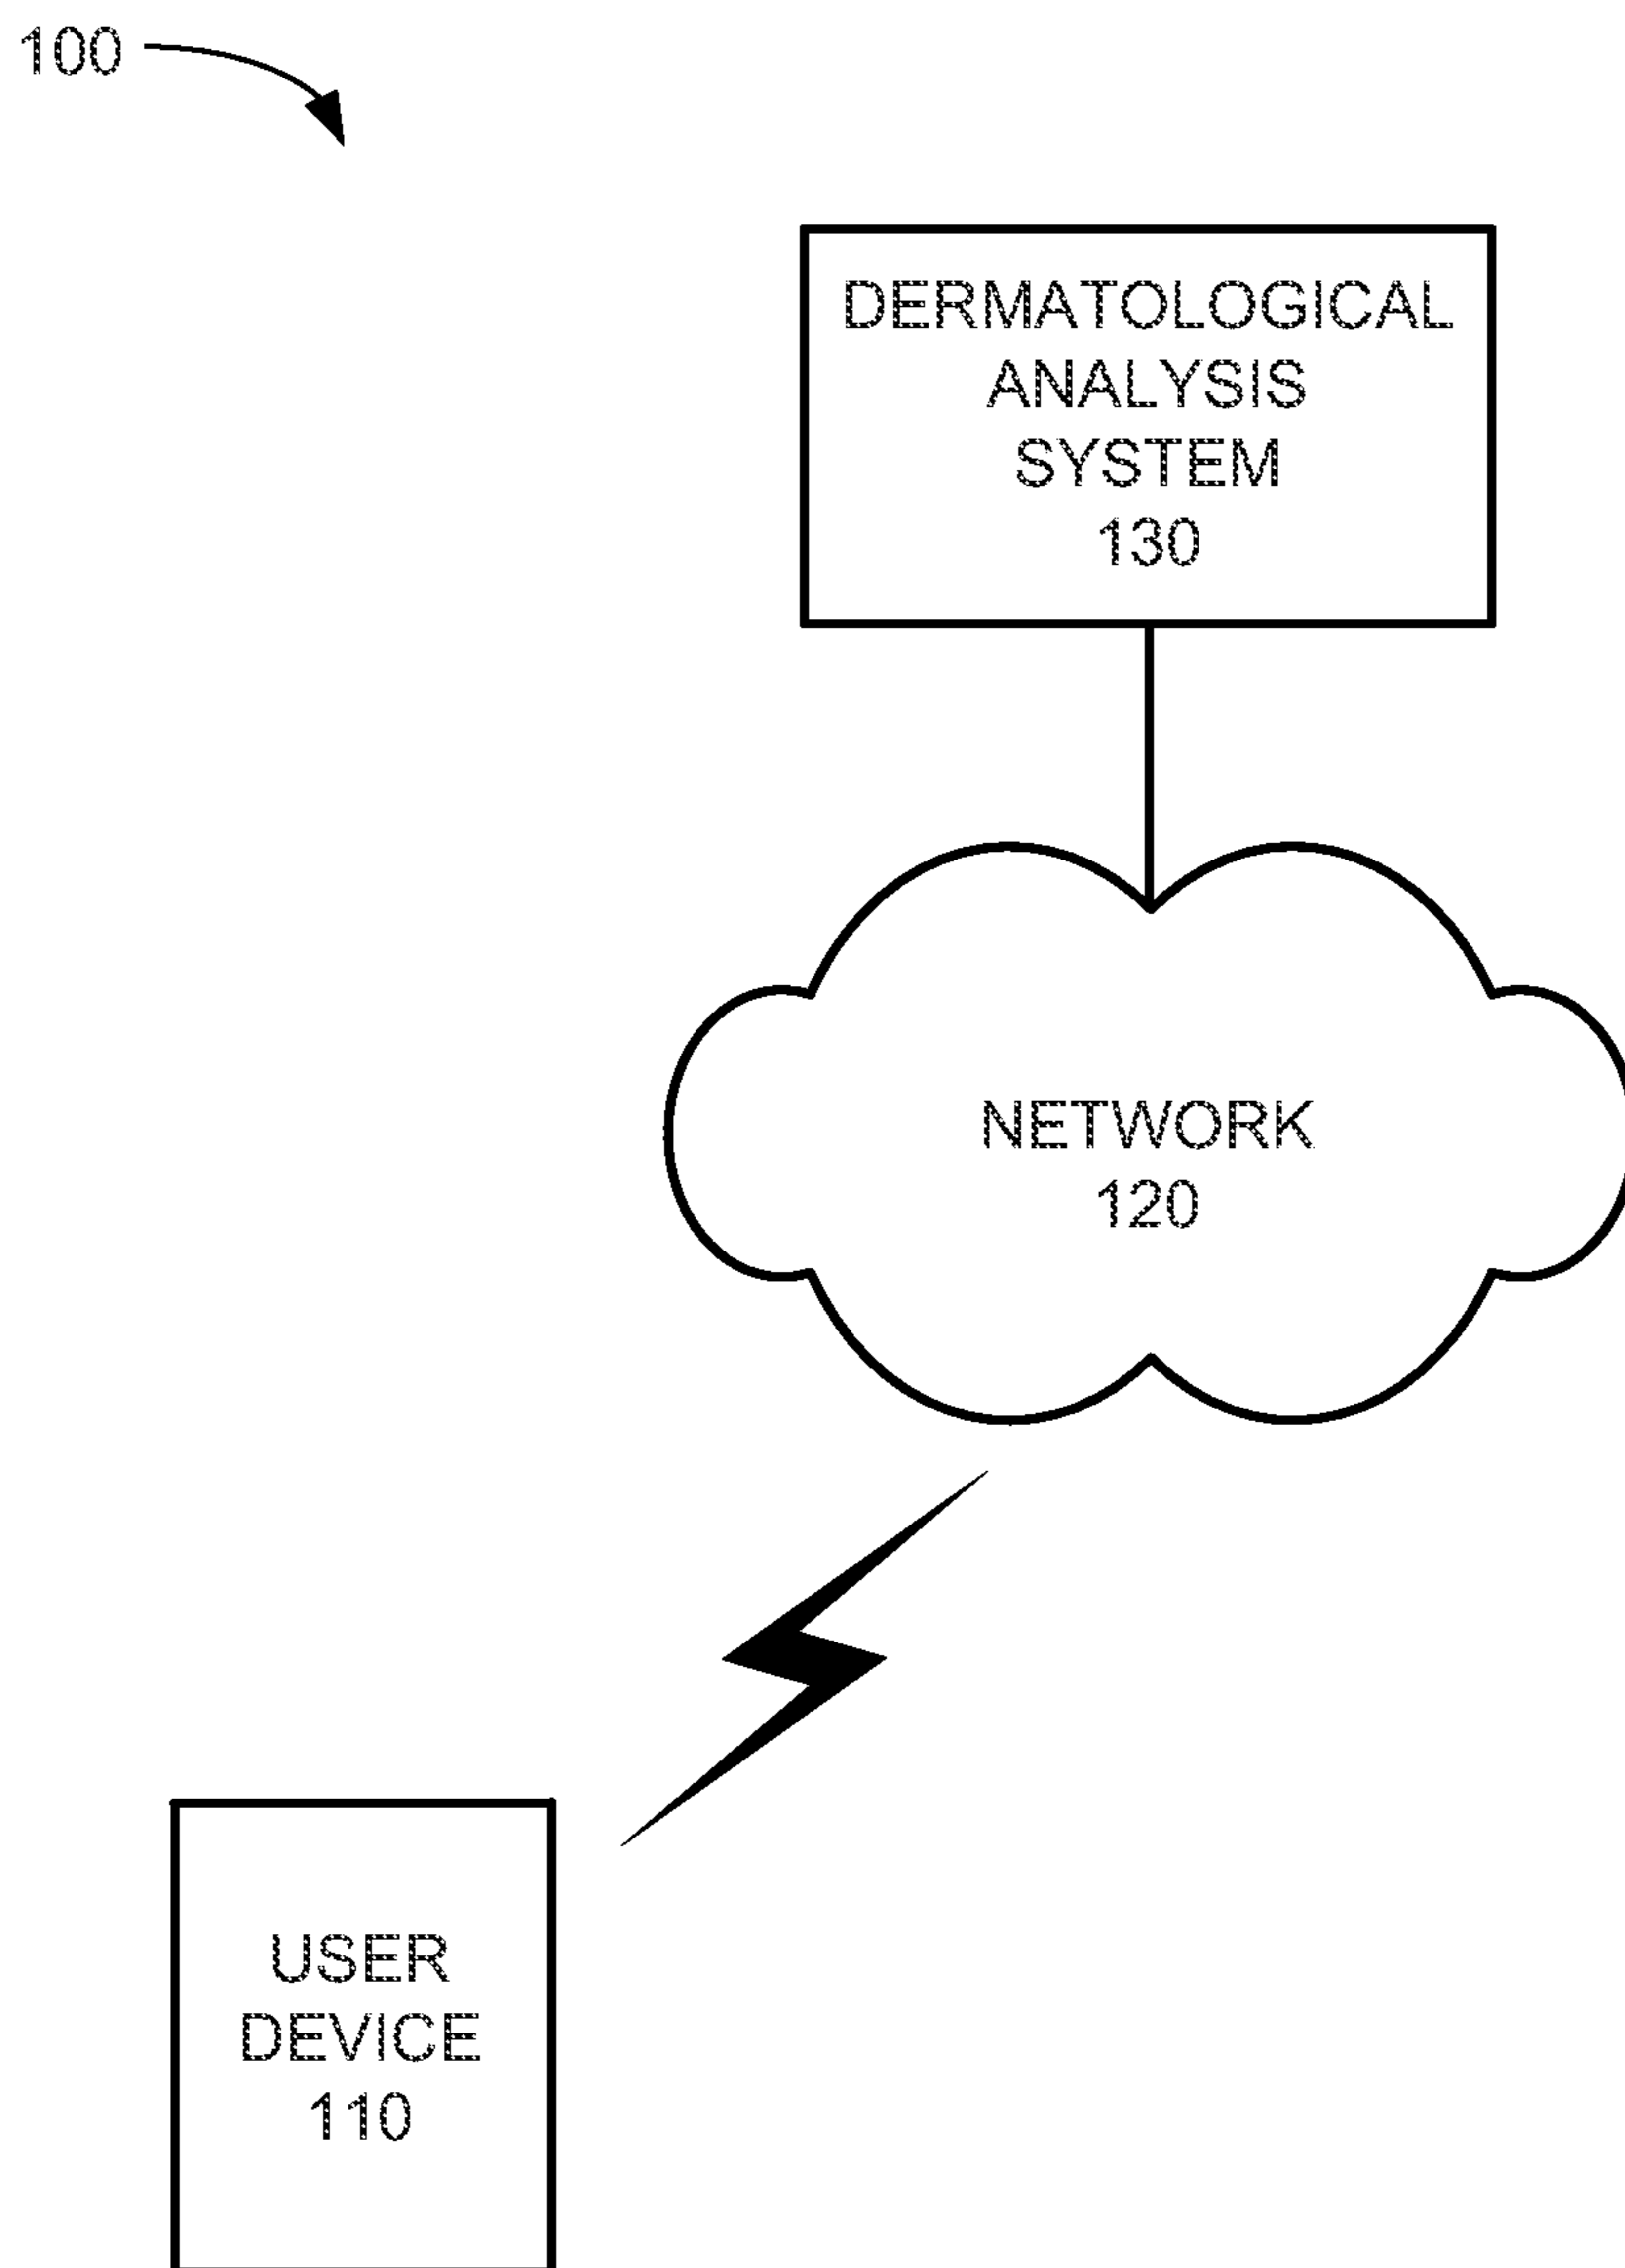 100
DERMATOLOGICAL
ANALYSIS
SYSTEM
130
NETWORK
120
USER
DEVICE
110